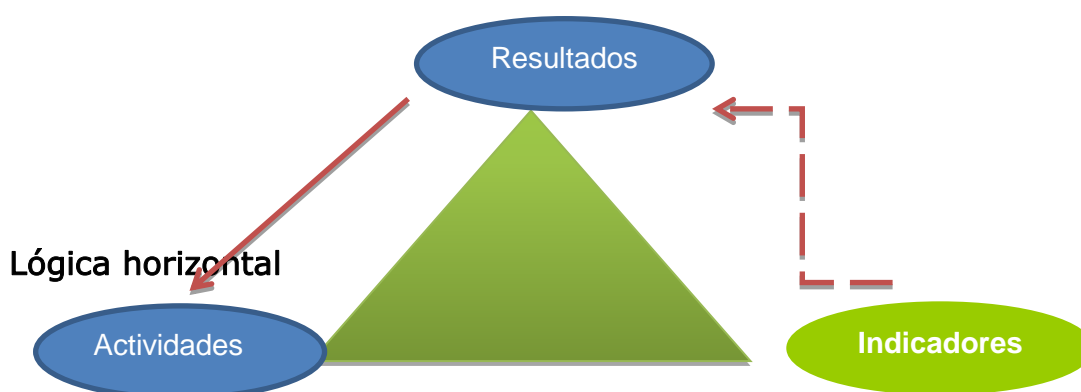 Resultados
Lógica horizontal
Actividades
Indicadores